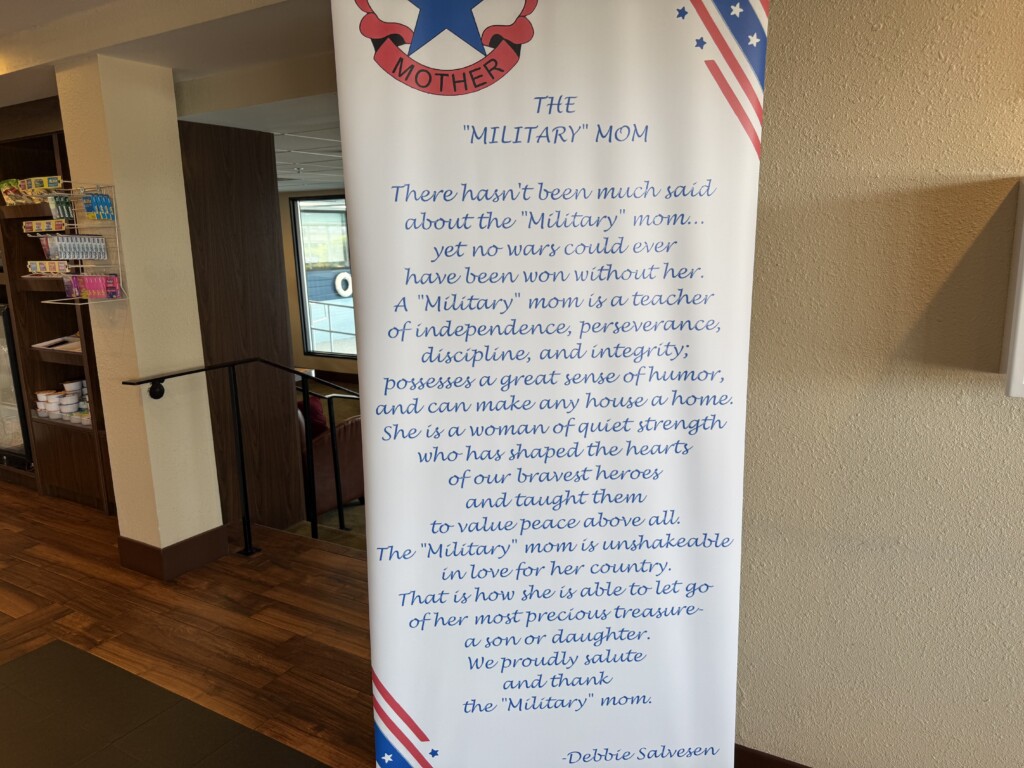 MOTHER
THE
"MILITARY" MOM
There hasn't been much said
about the "Military" mom...
yet no wars could ever
have been won without her.
A "Military" mom is a teacher
of independence, perseverance,
discipline, and integrity;
possesses a great sense of humor,
and can make any house a home.
She is a woman of quiet strength
who has shaped the hearts
of our bravest heroes
and taught them
to value peace above all.
The "Military" mom is unshakeable
in love for her country.
That is how she is able to let go
of her most precious treasure-
a son or daughter.
We proudly salute
and thank
the "Military" mom.
-Debbie Salvesen